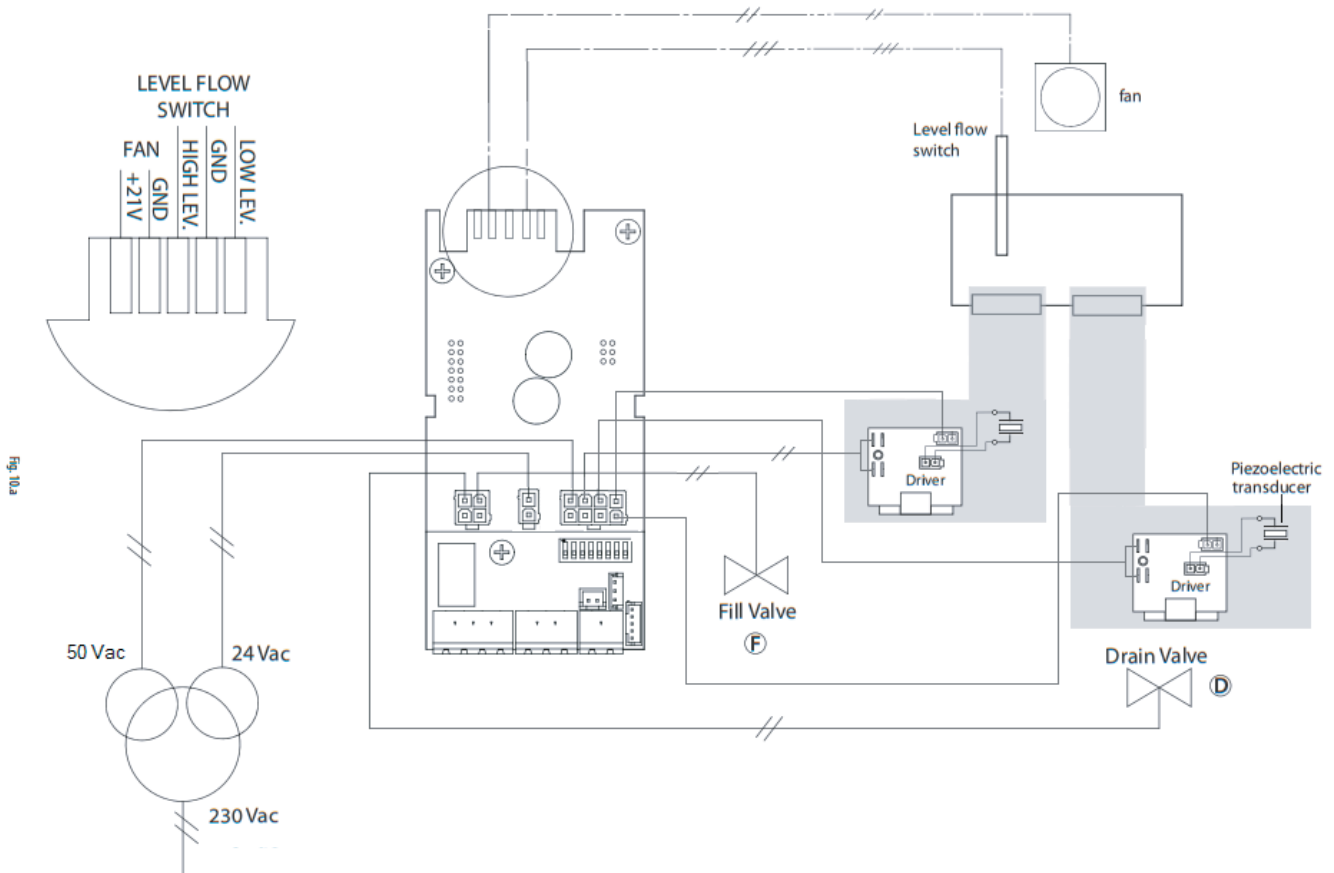 LEVEL FLOW
SWITCH
FAN
+21V
GND
HIGH LEV.
GND
LOW LEV.
fan
Level flow
switch
Driver
Piezoelectric
transducer
Driver
Fig. 10.a
Fill Valve
F
50 Vac
24 Vac
Drain Valve
D
230 Vac